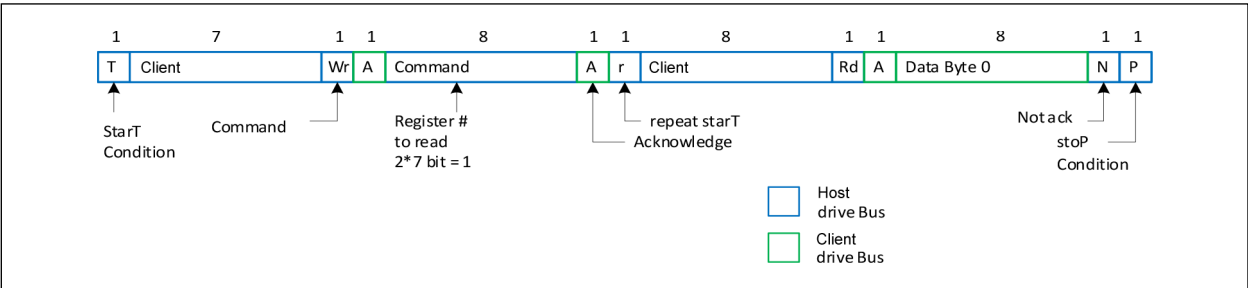 1 7 1 1 8 1 1 8 1 1 8 1 1
T Client Wr A Command A r Client Rd A Data Byte 0 N P
StarT
Condition
Command
Register #
to read
2*7 bit = 1
repeat starT
Acknowledge
Not ack
stoP
Condition
Host
drive Bus
Client
drive Bus